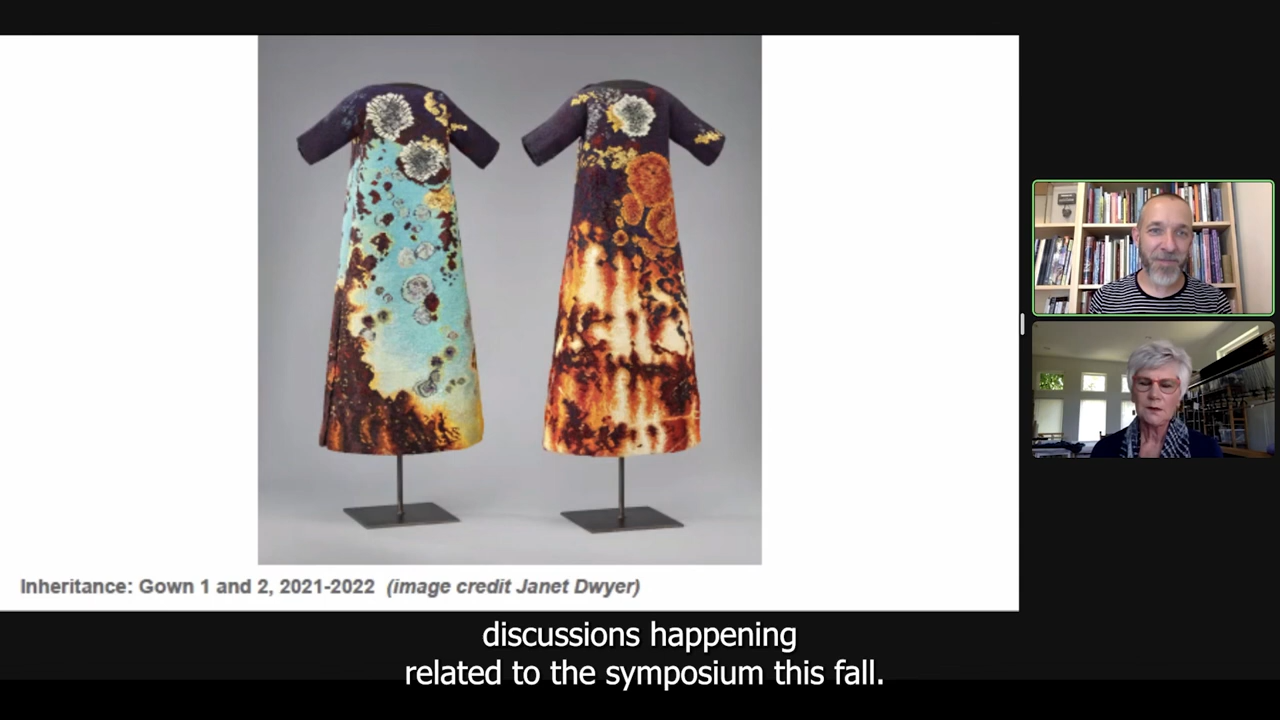 Inheritance: Gown 1 and 2, 2021-2022 (image credit Janet Dwyer)
discussions happening
related to the symposium this fall.